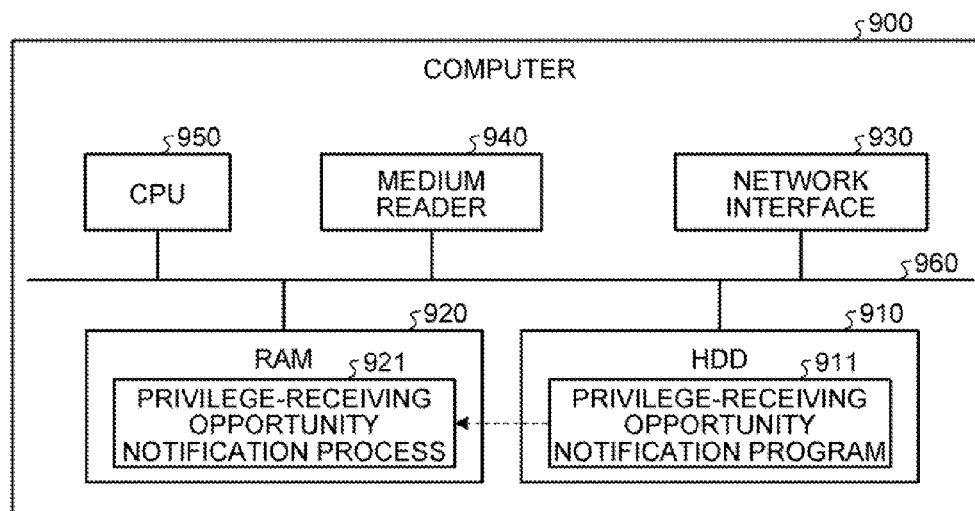 900
COMPUTER
950
940
930
CPU
MEDIUM
READER
NETWORK
INTERFACE
960
920
910
RAM
921
HDD
911
PRIVILEGE-RECEIVING
OPPORTUNITY
NOTIFICATION PROCESS
PRIVILEGE-RECEIVING
OPPORTUNITY
NOTIFICATION PROGRAM